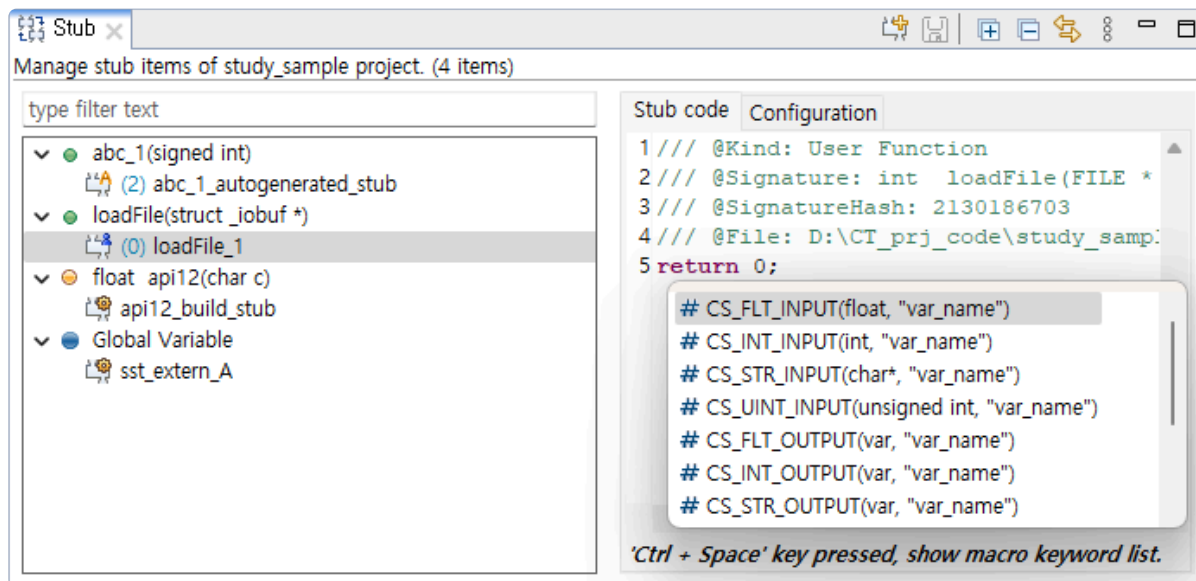 Stub
Manage stub items of study_sample project. (4 items)
type filter text
abc_1(signed int)
(2) abc_1_autogenerated_stub
loadFile(struct _iobuf *)
(0) loadFile_1
float api12(char c)
api12_build_stub
Global Variable
sst_extern_A
Stub code Configuration
1 /// @Kind: User Function
2 /// @Signature: int loadFile(FILE *
3 /// @SignatureHash: 2130186703
4 /// @File: D:\CT_prj_code\study_samp
5 return 0;
# CS_FLT_INPUT(float, "var_name")
# CS_INT_INPUT(int, "var_name")
# CS_STR_INPUT(char*, "var_name")
# CS_UINT_INPUT(unsigned int, "var_name")
# CS_FLT_OUTPUT(var, "var_name")
# CS_INT_OUTPUT(var, "var_name")
# CS_STR_OUTPUT(var, "var_name")
'Ctrl + Space' key pressed, show macro keyword list.